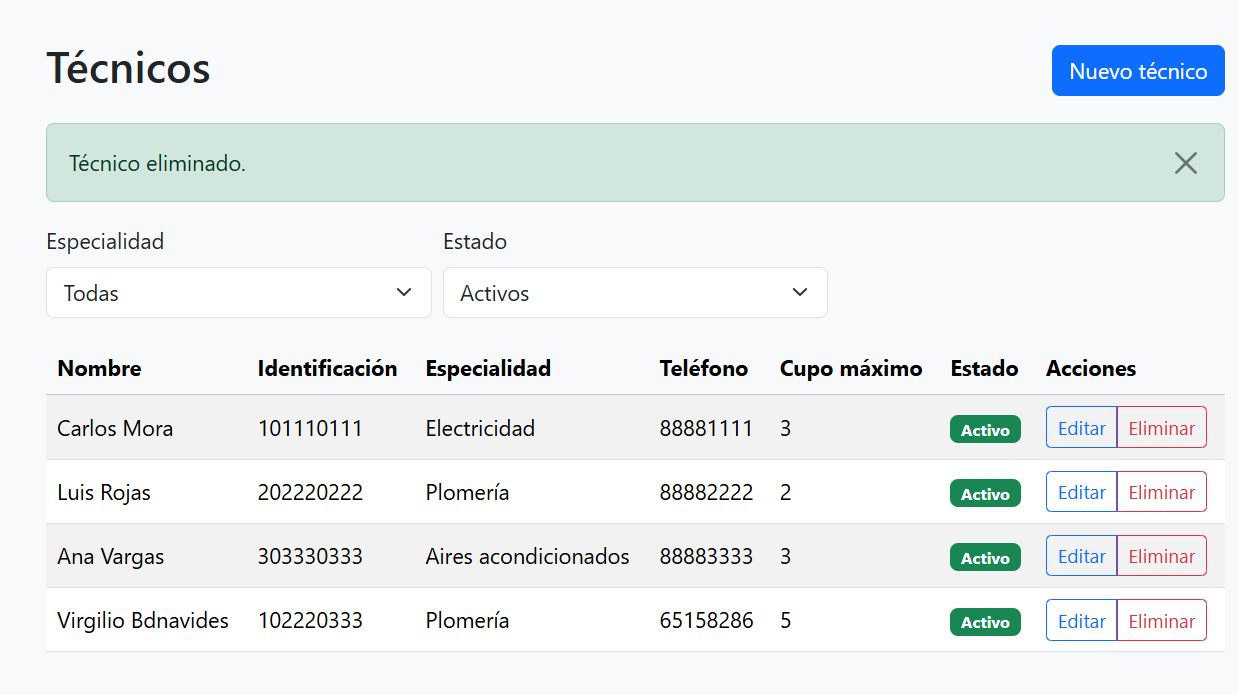 Técnicos
Nuevo técnico
Técnico eliminado.
Especialidad Estado
Todas Activos
Nombre Identificación Especialidad Teléfono Cupo máximo Estado Acciones
Carlos Mora 101110111 Electricidad 88881111 3 Activo Editar Eliminar
Luis Rojas 202220222 Plomería 88882222 2 Activo Editar Eliminar
Ana Vargas 303330333 Aires acondicionados 88883333 3 Activo Editar Eliminar
Virgilio Bdnavides 102220333 Plomería 65158286 5 Activo Editar Eliminar